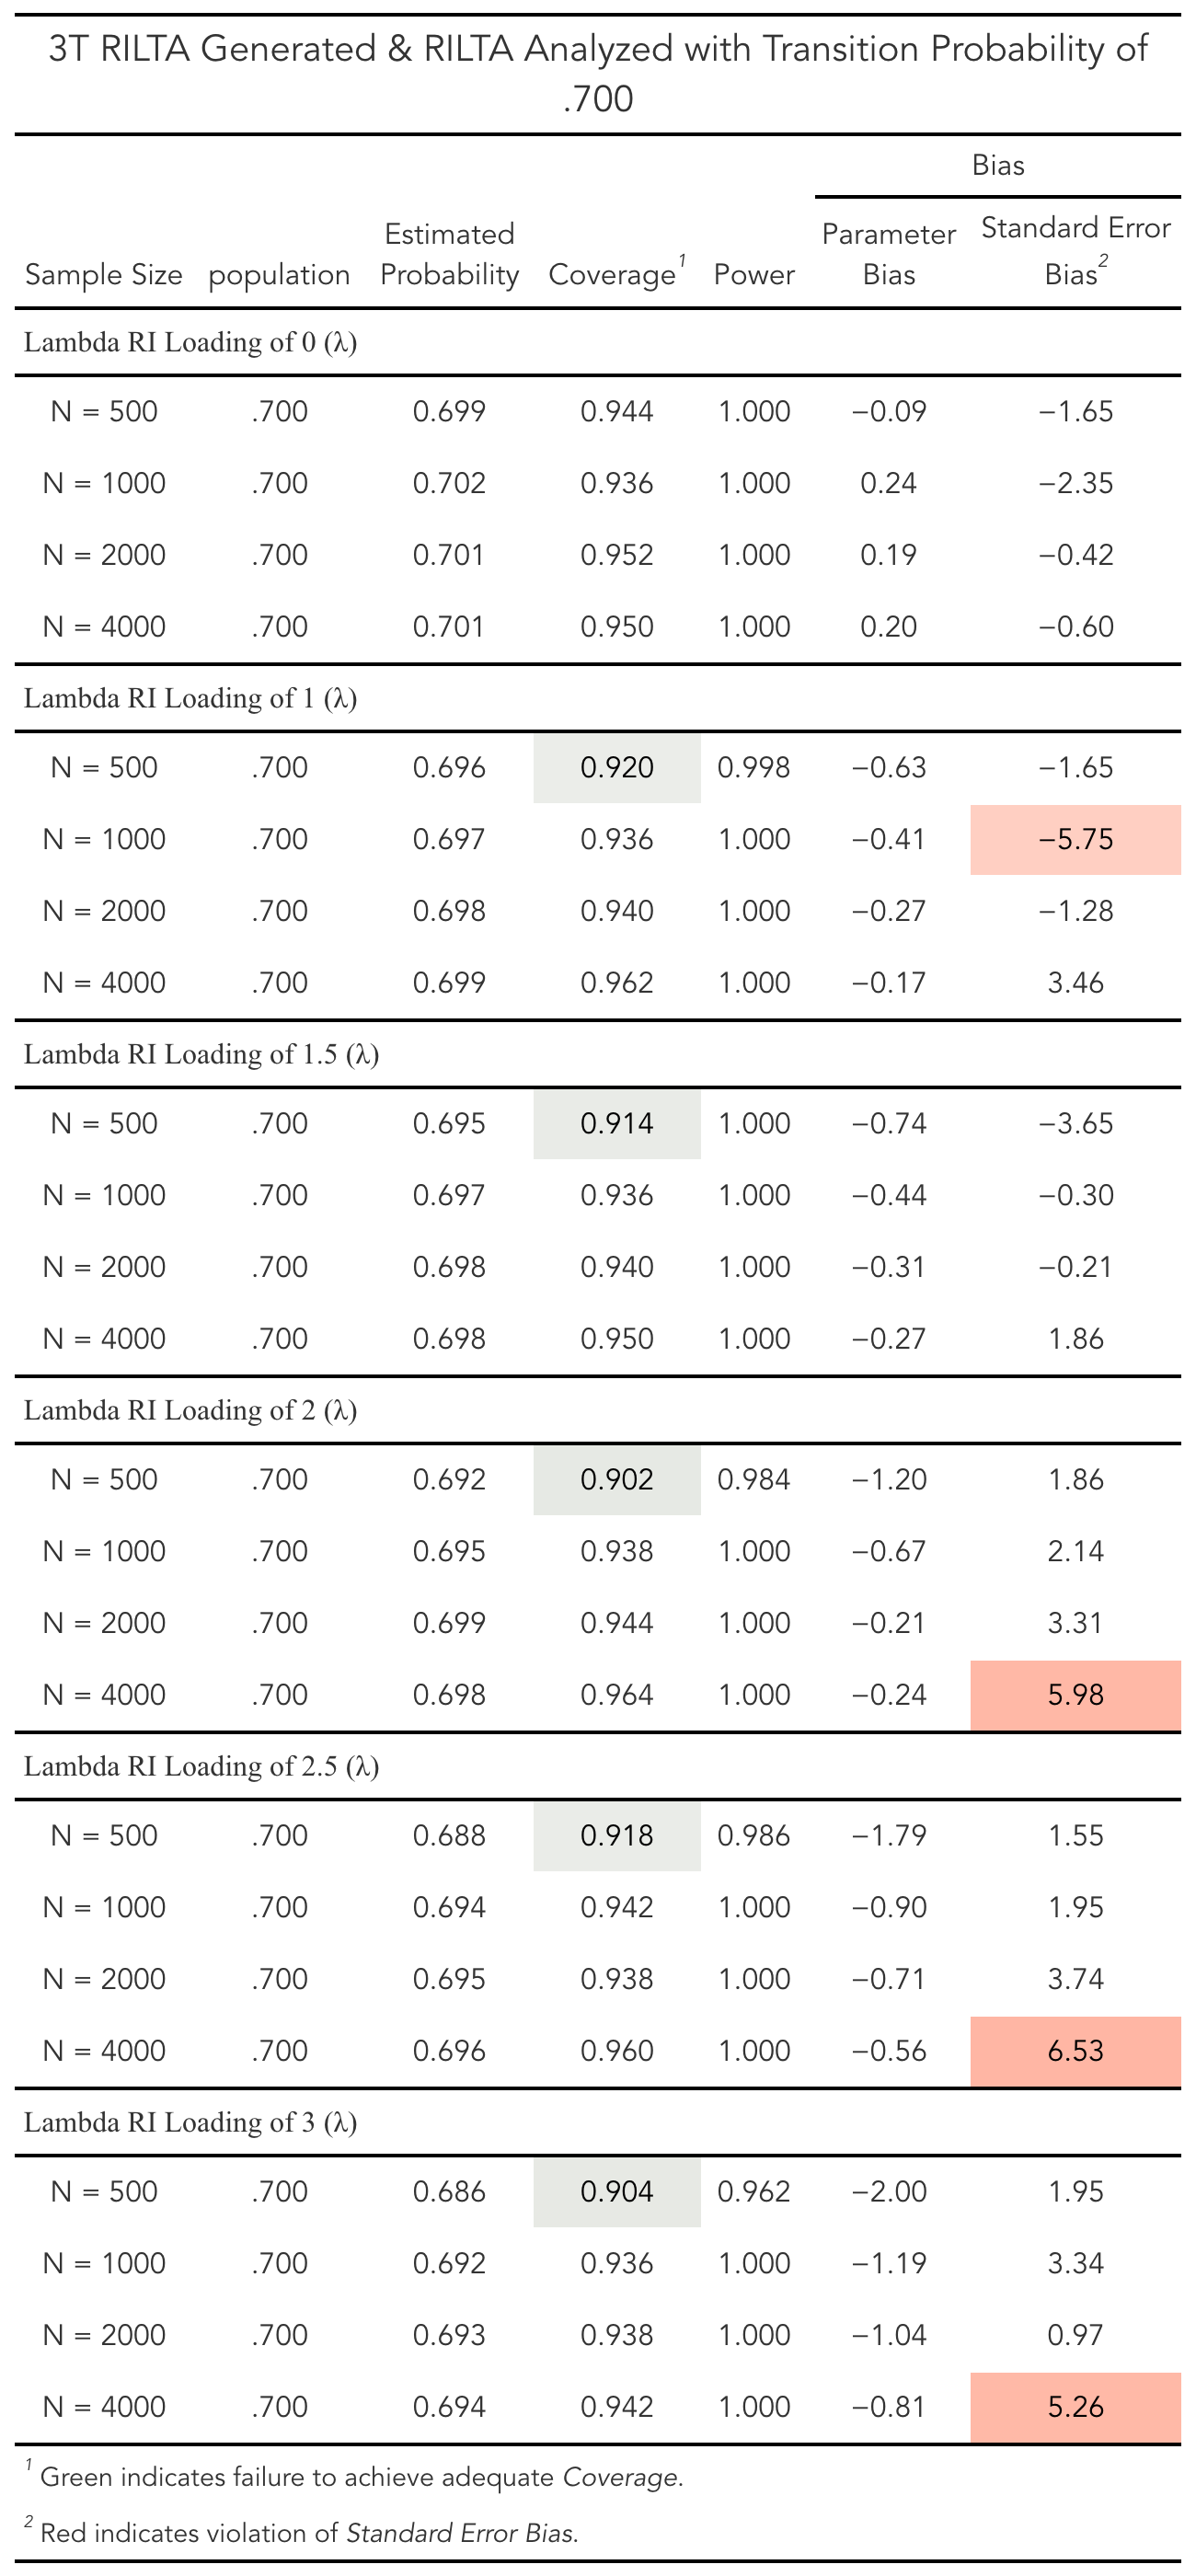 3T RILTA Generated & RILTA Analyzed with Transition Probability of
.700
Bias
Sample Size population Estimated Probability Coverage¹ Power Parameter Bias Standard Error Bias²
Lambda RI Loading of 0 (λ)
N = 500 .700 0.699 0.944 1.000 −0.09 −1.65
N = 1000 .700 0.702 0.936 1.000 0.24 −2.35
N = 2000 .700 0.701 0.952 1.000 0.19 −0.42
N = 4000 .700 0.701 0.950 1.000 0.20 −0.60
Lambda RI Loading of 1 (λ)
N = 500 .700 0.696 0.920 0.998 −0.63 −1.65
N = 1000 .700 0.697 0.936 1.000 −0.41 −5.75
N = 2000 .700 0.698 0.940 1.000 −0.27 −1.28
N = 4000 .700 0.699 0.962 1.000 −0.17 3.46
Lambda RI Loading of 1.5 (λ)
N = 500 .700 0.695 0.914 1.000 −0.74 −3.65
N = 1000 .700 0.697 0.936 1.000 −0.44 −0.30
N = 2000 .700 0.698 0.940 1.000 −0.31 −0.21
N = 4000 .700 0.698 0.950 1.000 −0.27 1.86
Lambda RI Loading of 2 (λ)
N = 500 .700 0.692 0.902 0.984 −1.20 1.86
N = 1000 .700 0.695 0.938 1.000 −0.67 2.14
N = 2000 .700 0.699 0.944 1.000 −0.21 3.31
N = 4000 .700 0.698 0.964 1.000 −0.24 5.98
Lambda RI Loading of 2.5 (λ)
N = 500 .700 0.688 0.918 0.986 −1.79 1.55
N = 1000 .700 0.694 0.942 1.000 −0.90 1.95
N = 2000 .700 0.695 0.938 1.000 −0.71 3.74
N = 4000 .700 0.696 0.960 1.000 −0.56 6.53
Lambda RI Loading of 3 (λ)
N = 500 .700 0.686 0.904 0.962 −2.00 1.95
N = 1000 .700 0.692 0.936 1.000 −1.19 3.34
N = 2000 .700 0.693 0.938 1.000 −1.04 0.97
N = 4000 .700 0.694 0.942 1.000 −0.81 5.26
¹ Green indicates failure to achieve adequate Coverage.
² Red indicates violation of Standard Error Bias.